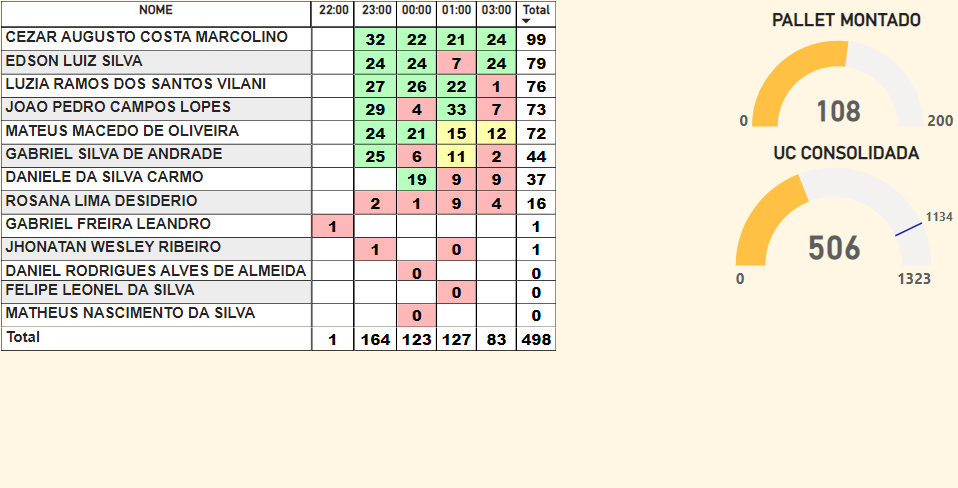 NOME 22:00 23:00 00:00 01:00 03:00 Total
CEZAR AUGUSTO COSTA MARCOLINO 32 22 21 24 99
EDSON LUIZ SILVA 24 24 7 24 79
LUZIA RAMOS DOS SANTOS VILANI 27 26 22 1 76
JOAO PEDRO CAMPOS LOPES 29 4 33 7 73
MATEUS MACEDO DE OLIVEIRA 24 21 15 12 72
GABRIEL SILVA DE ANDRADE 25 6 11 2 44
DANIELE DA SILVA CARMO 19 9 9 37
ROSANA LIMA DESIDERIO 2 1 9 4 16
GABRIEL FREIRA LEANDRO 1 1
JHONATAN WESLEY RIBEIRO 1 0 1
DANIEL RODRIGUES ALVES DE ALMEIDA 0 0
FELIPE LEONEL DA SILVA 0 0
MATHEUS NASCIMENTO DA SILVA 0 0
Total 1 164 123 127 83 498
PALLET MONTADO
108
0 200
UC CONSOLIDADA
1134
506
0 1323